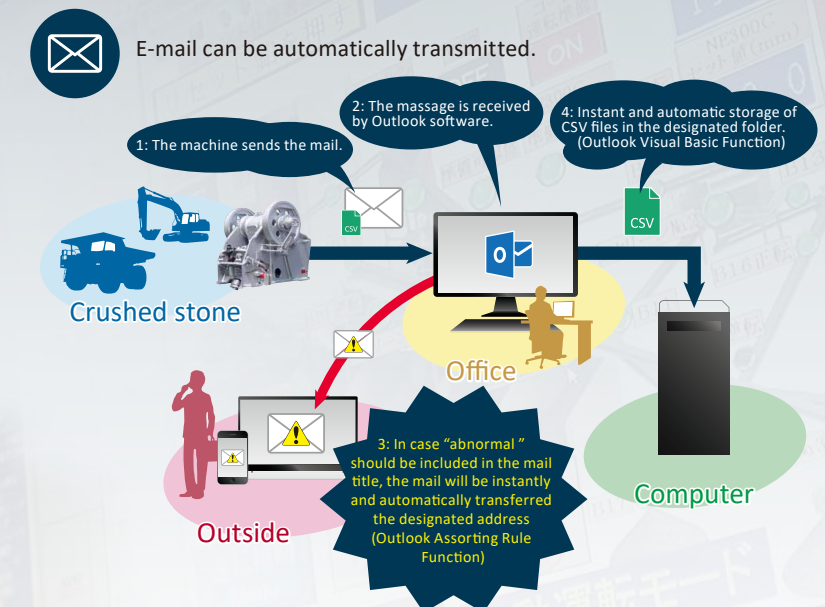 E-mail can be automatically transmitted.
1: The machine sends the mail.
2: The massage is received
by Outlook software.
4: Instant and automatic storage of
CSV files in the designated folder.
(Outlook Visual Basic Function)
CSV
CSV
Crushed stone
Office
3: In case “abnormal ”
should be included in the mail
title, the mail will be instantly
and automatically transferred
the designated address
(Outlook Assorting Rule
Function)
Outside
Computer